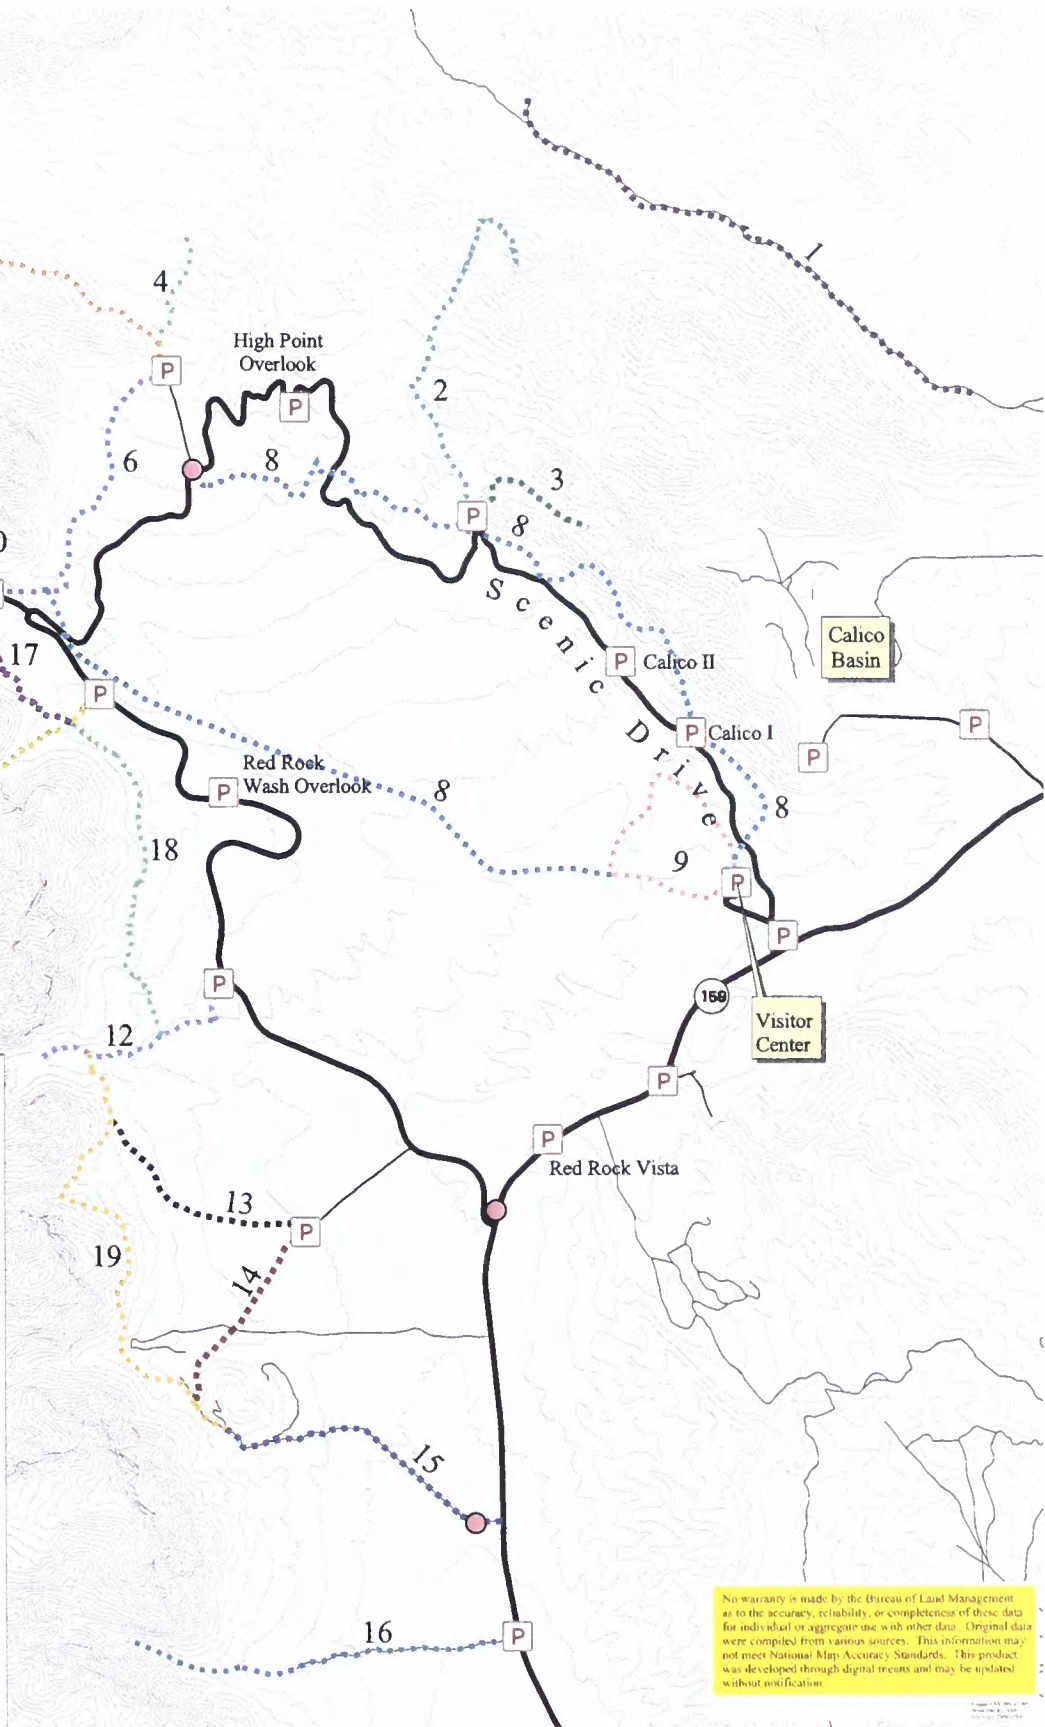 1
4
High Point
Overlook
2
P
P
6
8
3
P
8
Scenic Drive
Calico
Basin
17
P
Calico II
P
P
Calico I
P
P
Red Rock
Wash Overlook
P
8
8
18
9
P
P
P
159
12
Visitor
Center
P
P
Red Rock Vista
13
P
19
14
15
16
P
No warranty is made by the Bureau of Land Management
as to the accuracy, reliability, or completeness of these data
for individual or aggregate use with other data. Original data
were compiled from various sources. This information may
not meet National Map Accuracy Standards. This product
was developed through digital means and may be updated
without notification